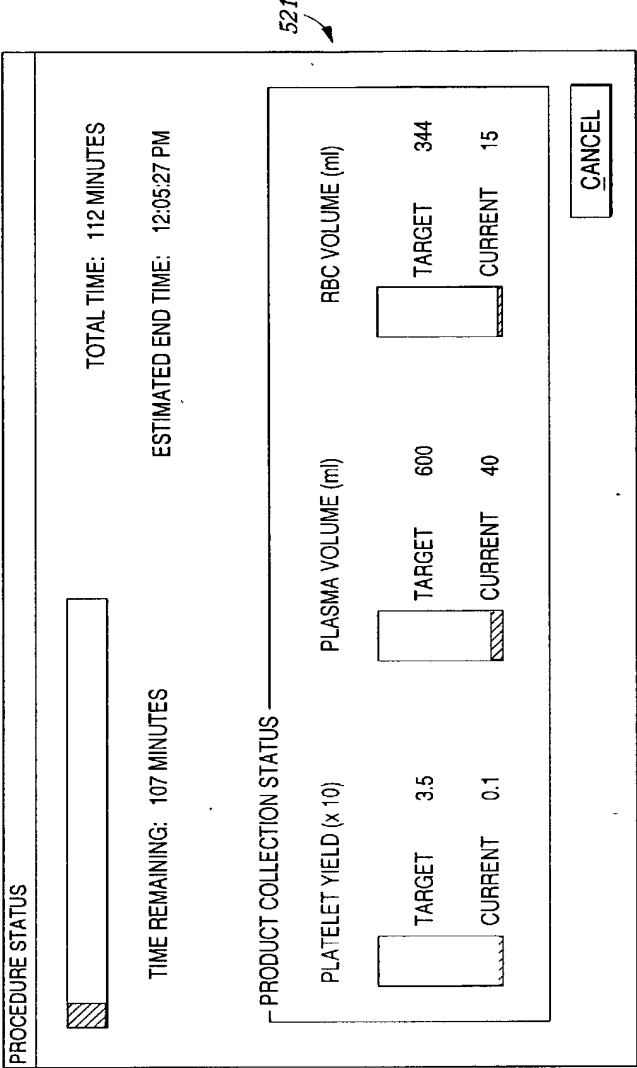 521
PROCEDURE STATUS
TOTAL TIME: 112 MINUTES
TIME REMAINING: 107 MINUTES
ESTIMATED END TIME: 12:05:27 PM
PRODUCT COLLECTION STATUS
PLATELET YIELD (x 10)
TARGET 3.5
CURRENT 0.1
PLASMA VOLUME (ml)
TARGET 600
CURRENT 40
RBC VOLUME (ml)
TARGET 344
CURRENT 15
CANCEL